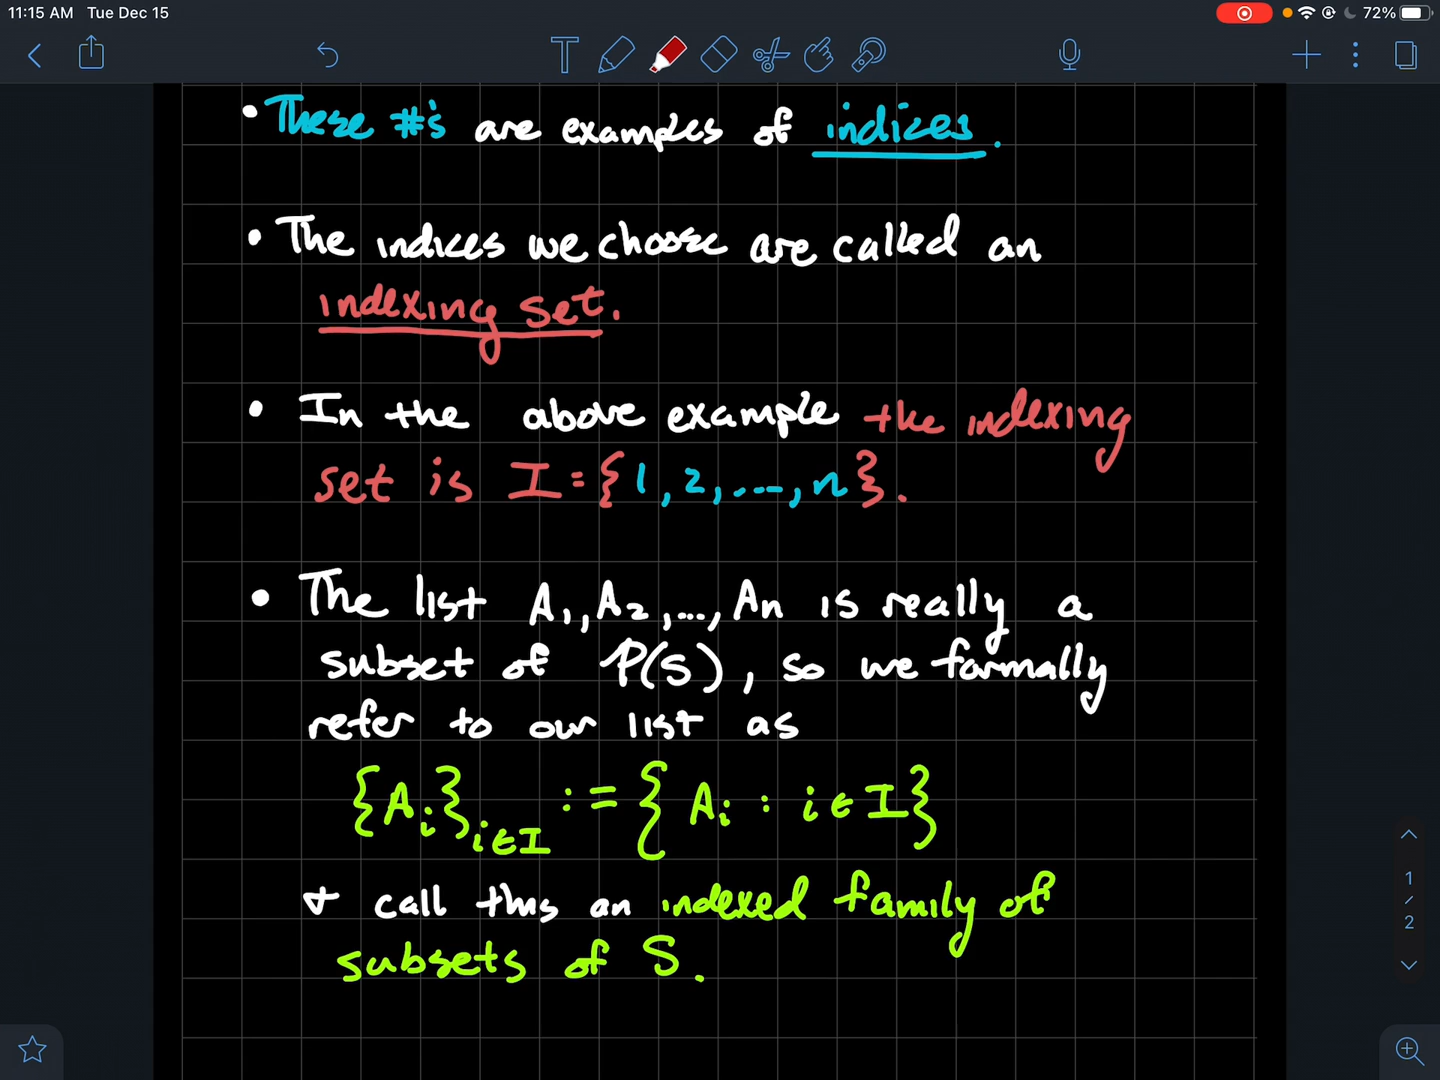 11:15 AM Tue Dec 15
72%
• These #'s are examples of indices.
• The indices we choose are called an
indexing set.
• In the above example the indexing
set is I = {1, 2, ..., n}.
• The list A₁, A₂, ..., Aₙ is really a
subset of P(S), so we formally
refer to our list as
{Aᵢ}ᵢ∈I := {Aᵢ : i ∈ I}
& call this an indexed family of
subsets of S.
1
/
2